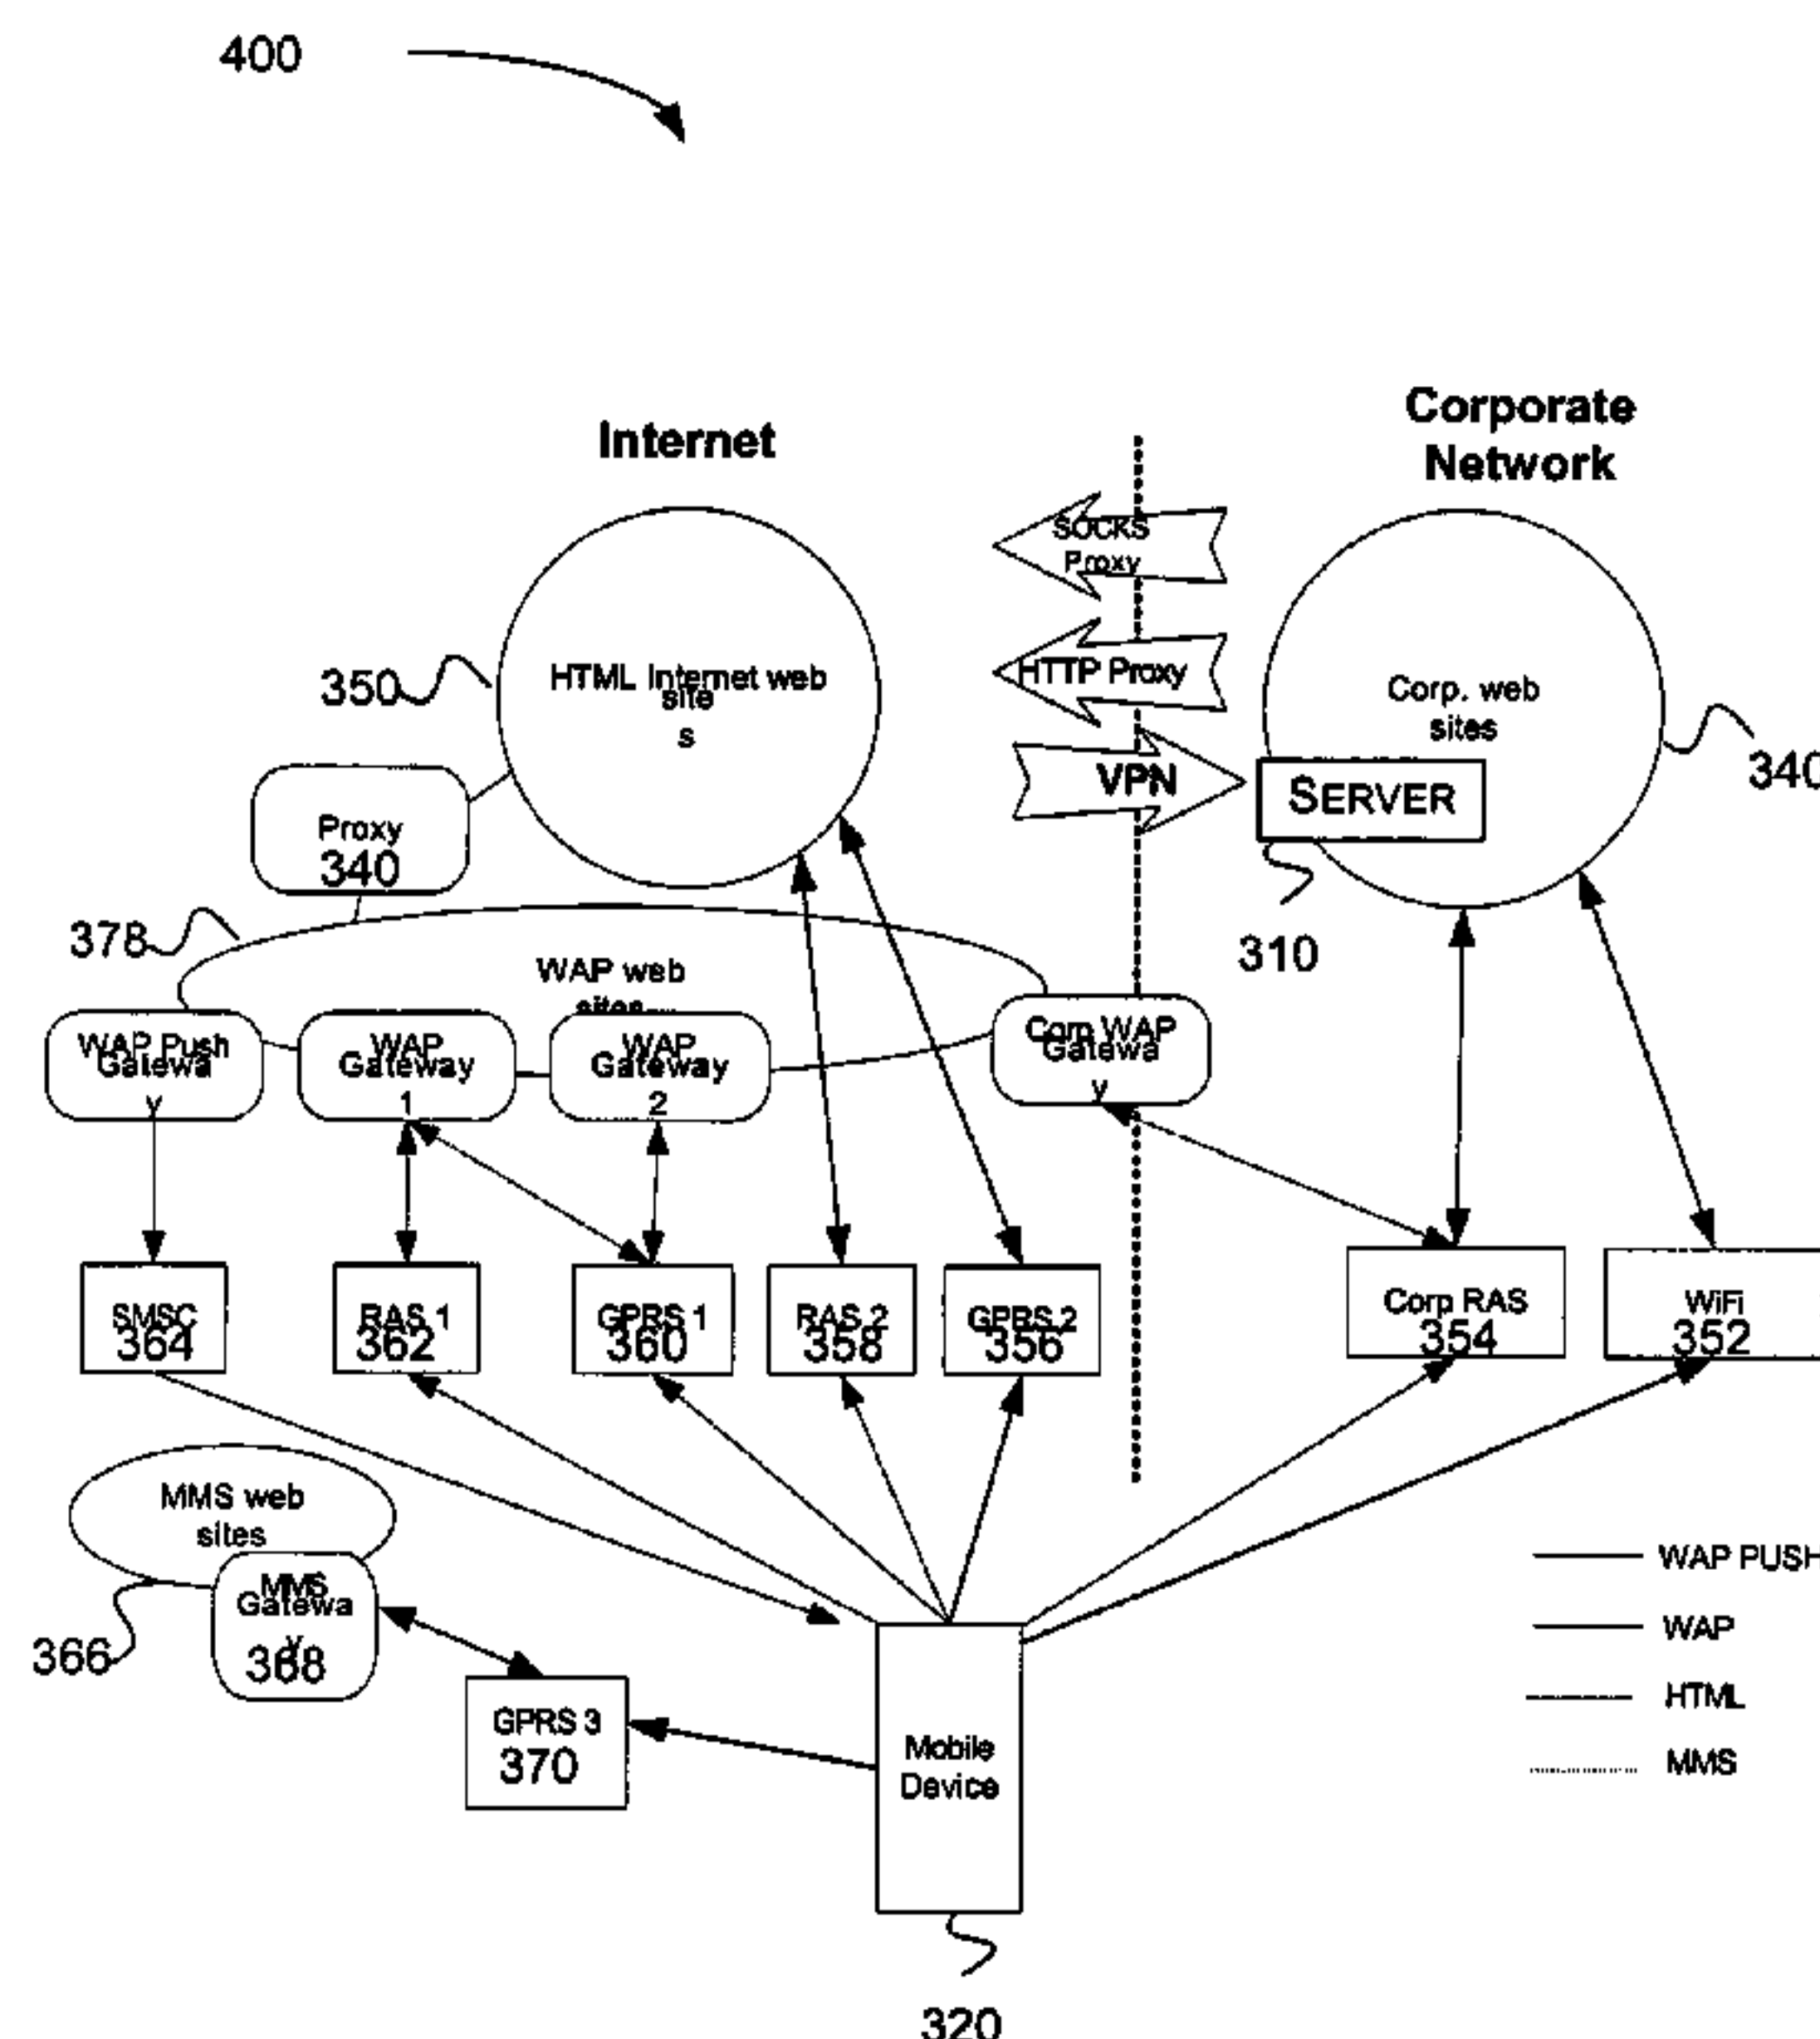 400
Internet
Corporate
Network
SOCKS
Proxy
HTTP Proxy
VPN
350
HTML Internet web
site
s
Corp. web
sites
SERVER
340
310
Proxy
340
378
WAP web
sites
WAP Push
Gatewa
y
WAP
Gateway
1
WAP
Gateway
2
Corp WAP
Gatewa
y
SMSC
364
RAS 1
362
GPRS 1
360
RAS 2
358
GPRS 2
356
Corp RAS
354
WiFi
352
MMS web
sites
MMS
Gatewa
y
368
366
GPRS 3
370
Mobile
Device
320
WAP PUSH
WAP
HTML
MMS